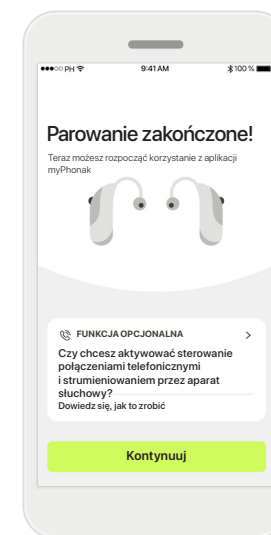 PH 9:41 AM 100 %
Parowanie zakończone!
Teraz możesz rozpocząć korzystanie z aplikacji
myPhonak
FUNKCJA OPCJONALNA
Czy chcesz aktywować sterowanie
połączeniami telefonicznymi
i strumieniowaniem przez aparat
słuchowy?
Dowiedz się, jak to zrobić
Kontynuuj